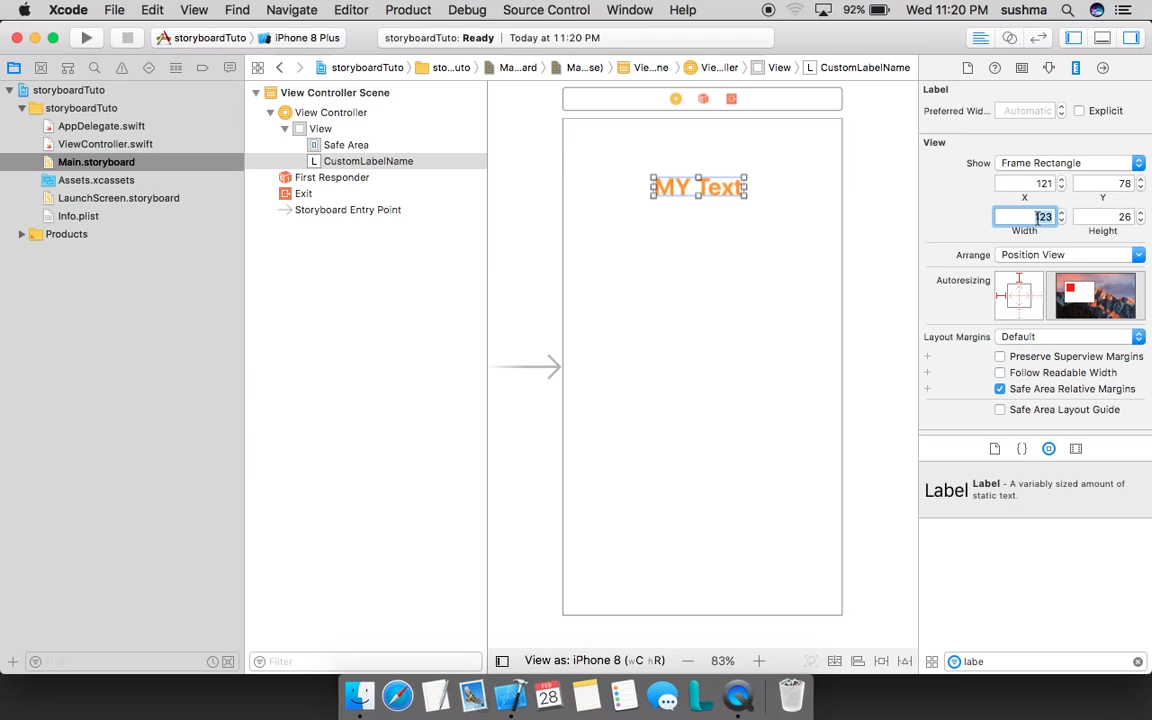 Xcode File Edit View Find Navigate Editor Product Debug Source Control Window Help 92% Wed 11:20 PM sushma
storyboardTuto iPhone 8 Plus storyboardTuto: Ready Today at 11:20 PM
storyboardTuto sto...uto Ma...ard Ma...se) Vie...ne Vie...ller View L CustomLabelName
storyboardTuto
storyboardTuto
AppDelegate.swift
ViewController.swift
Main.storyboard
Assets.xcassets
LaunchScreen.storyboard
Info.plist
Products
Filter
View Controller Scene
View Controller
View
Safe Area
L CustomLabelName
First Responder
Exit
Storyboard Entry Point
Filter
MY Text
View as: iPhone 8 (wC hR) 83%
Label
Preferred Wid... Automatic Explicit
View
Show Frame Rectangle
121 78
X Y
123 26
Width Height
Arrange Position View
Autoresizing
Layout Margins Default
Preserve Superview Margins
Follow Readable Width
Safe Area Relative Margins
Safe Area Layout Guide
Label Label - A variably sized amount of
static text.
labe
FEB
28